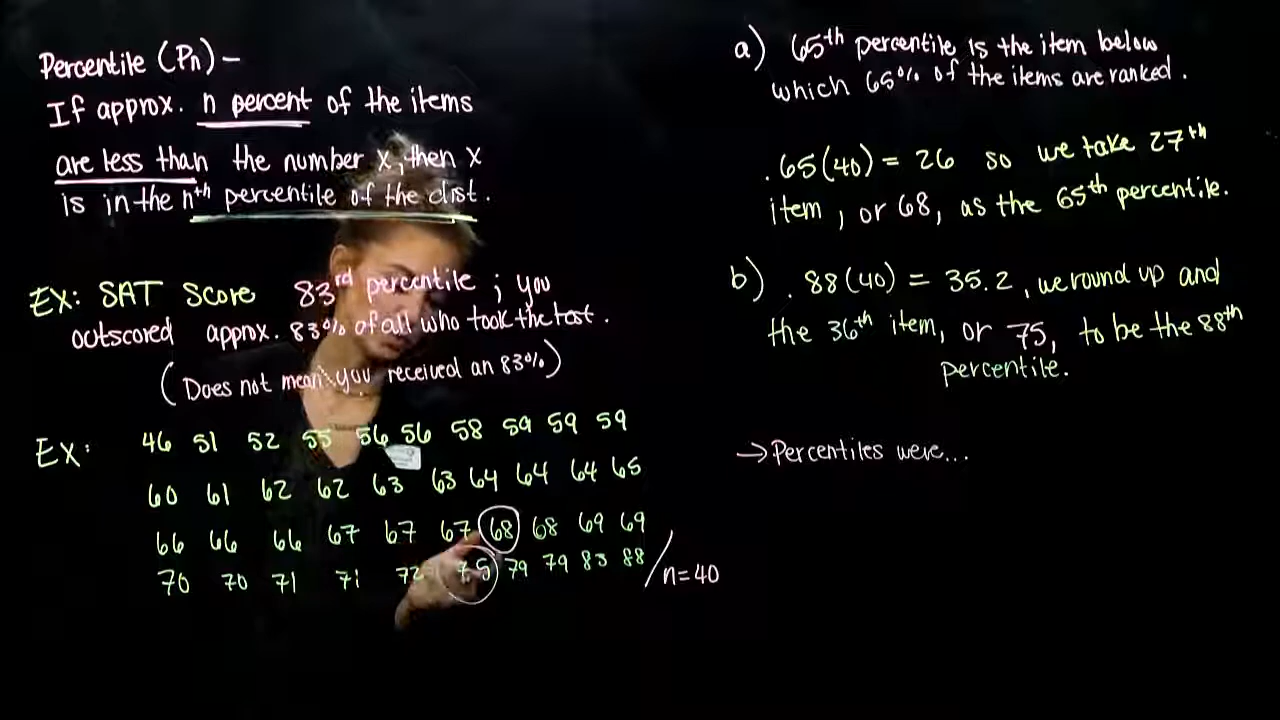 Percentile (Pn) –
If approx. n percent of the items
are less than the number x, then x
is in the nth percentile of the dist.
EX: SAT Score 83rd percentile ; you
outscored approx. 83% of all who took the test.
(Does not mean you received an 83%)
Ex: 46 51 52 55 56 56 58 59 59 59
60 61 62 62 63 63 64 64 64 65
66 66 66 67 67 67 68 68 69 69
70 70 71 71 72 75 79 79 83 88 / n=40
a) 65th percentile is the item below
which 65% of the items are ranked.
.65(40) = 26 so we take 27th
item, or 68, as the 65th percentile.
b) .88(40) = 35.2, we round up and
the 36th item, or 75, to be the 88th
percentile.
→ Percentiles were...